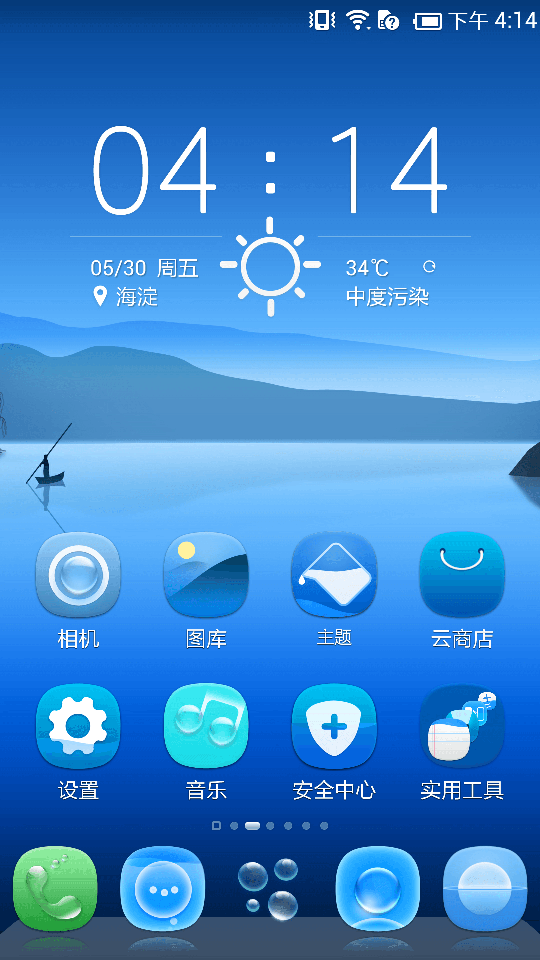 下午 4:14
04:14
05/30 周五
34℃
海淀
中度污染
相机
图库
主题
云商店
设置
音乐
安全中心
实用工具